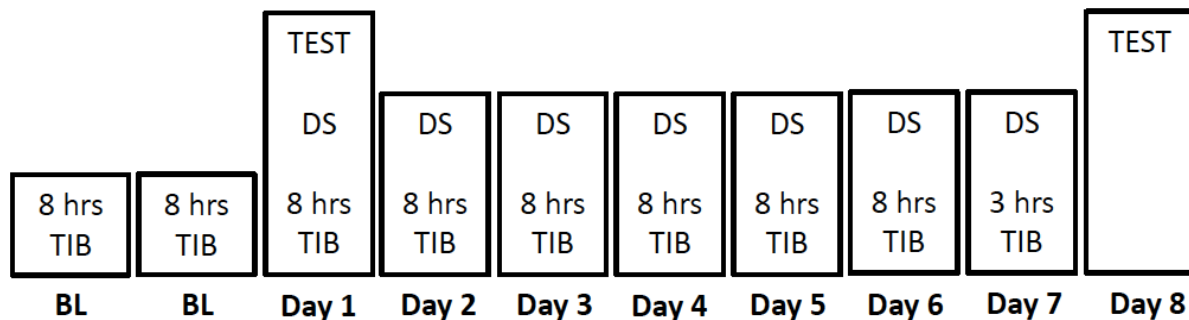 TEST TEST
DS DS DS DS DS DS DS
8 hrs 8 hrs 8 hrs 8 hrs 8 hrs 8 hrs 8 hrs 8 hrs 3 hrs
TIB TIB TIB TIB TIB TIB TIB TIB TIB
BL BL Day 1 Day 2 Day 3 Day 4 Day 5 Day 6 Day 7 Day 8